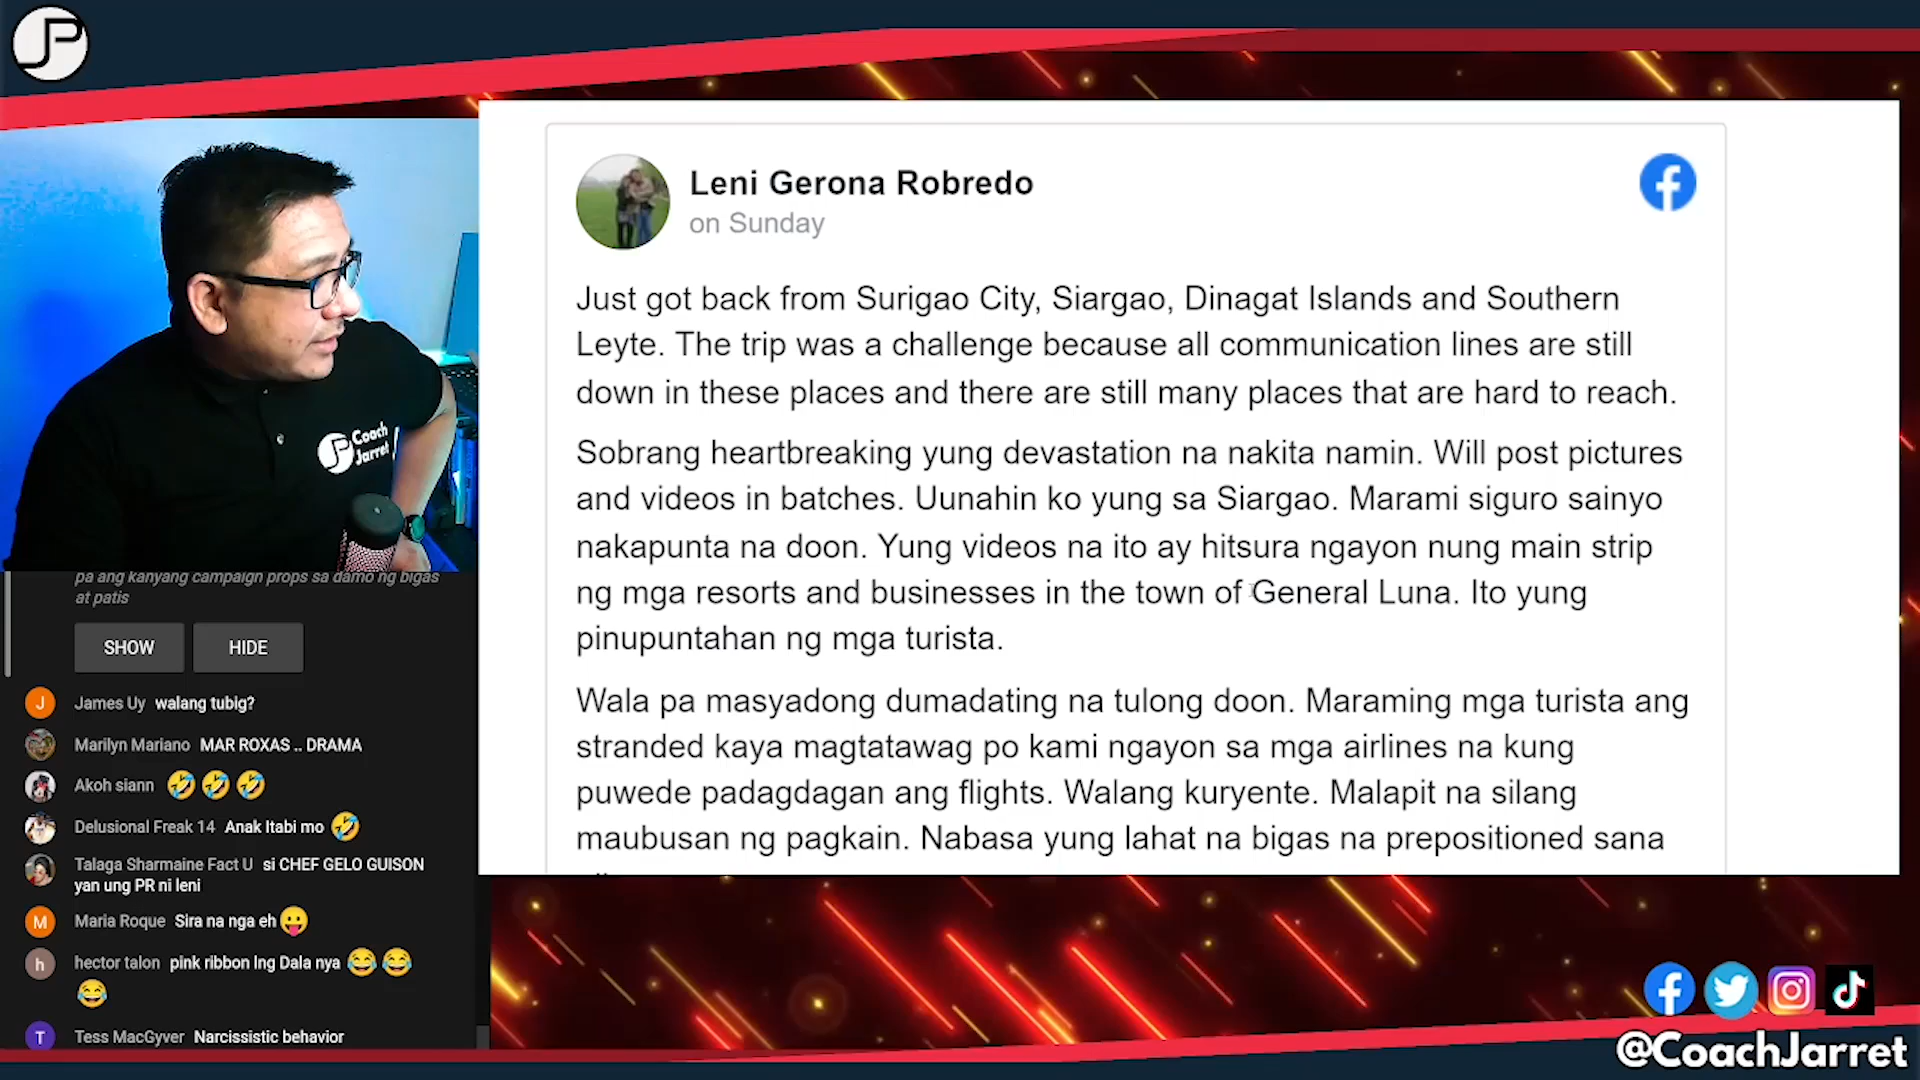 JP
Leni Gerona Robredo
on Sunday
Just got back from Surigao City, Siargao, Dinagat Islands and Southern
Leyte. The trip was a challenge because all communication lines are still
down in these places and there are still many places that are hard to reach.
Sobrang heartbreaking yung devastation na nakita namin. Will post pictures
and videos in batches. Uunahin ko yung sa Siargao. Marami siguro sainyo
nakapunta na doon. Yung videos na ito ay hitsura ngayon nung main strip
ng mga resorts and businesses in the town of General Luna. Ito yung
pinupuntahan ng mga turista.
Wala pa masyadong dumadating na tulong doon. Maraming mga turista ang
stranded kaya magtatawag po kami ngayon sa mga airlines na kung
puwede padagdagan ang flights. Walang kuryente. Malapit na silang
maubusan ng pagkain. Nabasa yung lahat na bigas na prepositioned sana
JP Coach
Jarret
pa ang kanyang campaign props sa damo ng bigas
at patis
SHOW HIDE
J James Uy walang tubig?
Marilyn Mariano MAR ROXAS .. DRAMA
Akoh siann 🤣🤣🤣
Delusional Freak 14 Anak Itabi mo 🤣
Talaga Sharmaine Fact U si CHEF GELO GUISON
yan ung PR ni leni
M Maria Roque Sira na nga eh 😛
h hector talon pink ribbon lng Dala nya 😂😂
😂
T Tess MacGyver Narcissistic behavior
@CoachJarret